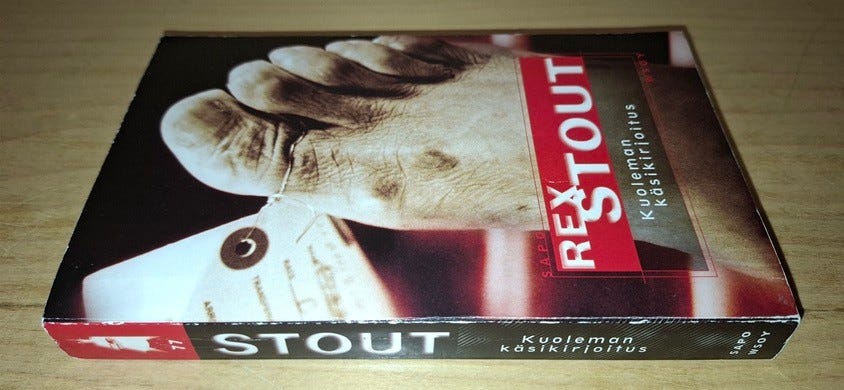 REX
STOUT
Kuoleman
käsikirjoitus
SAPO
WSOY
77
STOUT
Kuoleman
käsikirjoitus
SAPO
WSOY